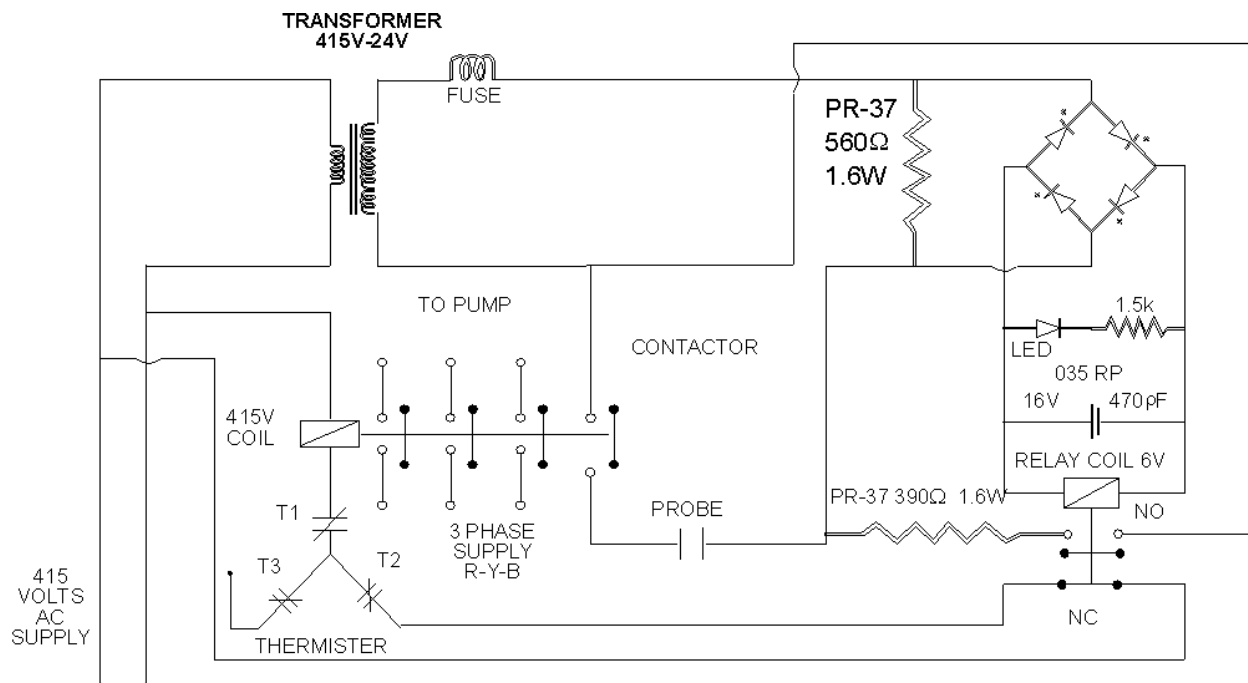 TRANSFORMER
415V-24V
FUSE
PR-37
560Ω
1.6W
TO PUMP
CONTACTOR
1.5k
LED
035 RP
16V 470pF
RELAY COIL 6V
415V
COIL
PR-37 390Ω 1.6W
NO
T1
PROBE
3 PHASE
SUPPLY
R-Y-B
T3
T2
415
VOLTS
AC
SUPPLY
THERMISTER
NC